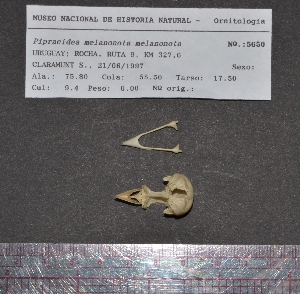 MUSEO NACIONAL DE HISTORIA NATURAL - Ornitología
Pipraeidea melanonota melanonota NO.:5650
URUGUAY: ROCHA. RUTA 9. KM 327.6
CLARAMUNT S., 21/06/1997 Sexo:
Ala.: 75.80 Cola: 55.50 Tarso: 17.50
Cul: 9.4 Peso: 0.00 NO orig.: